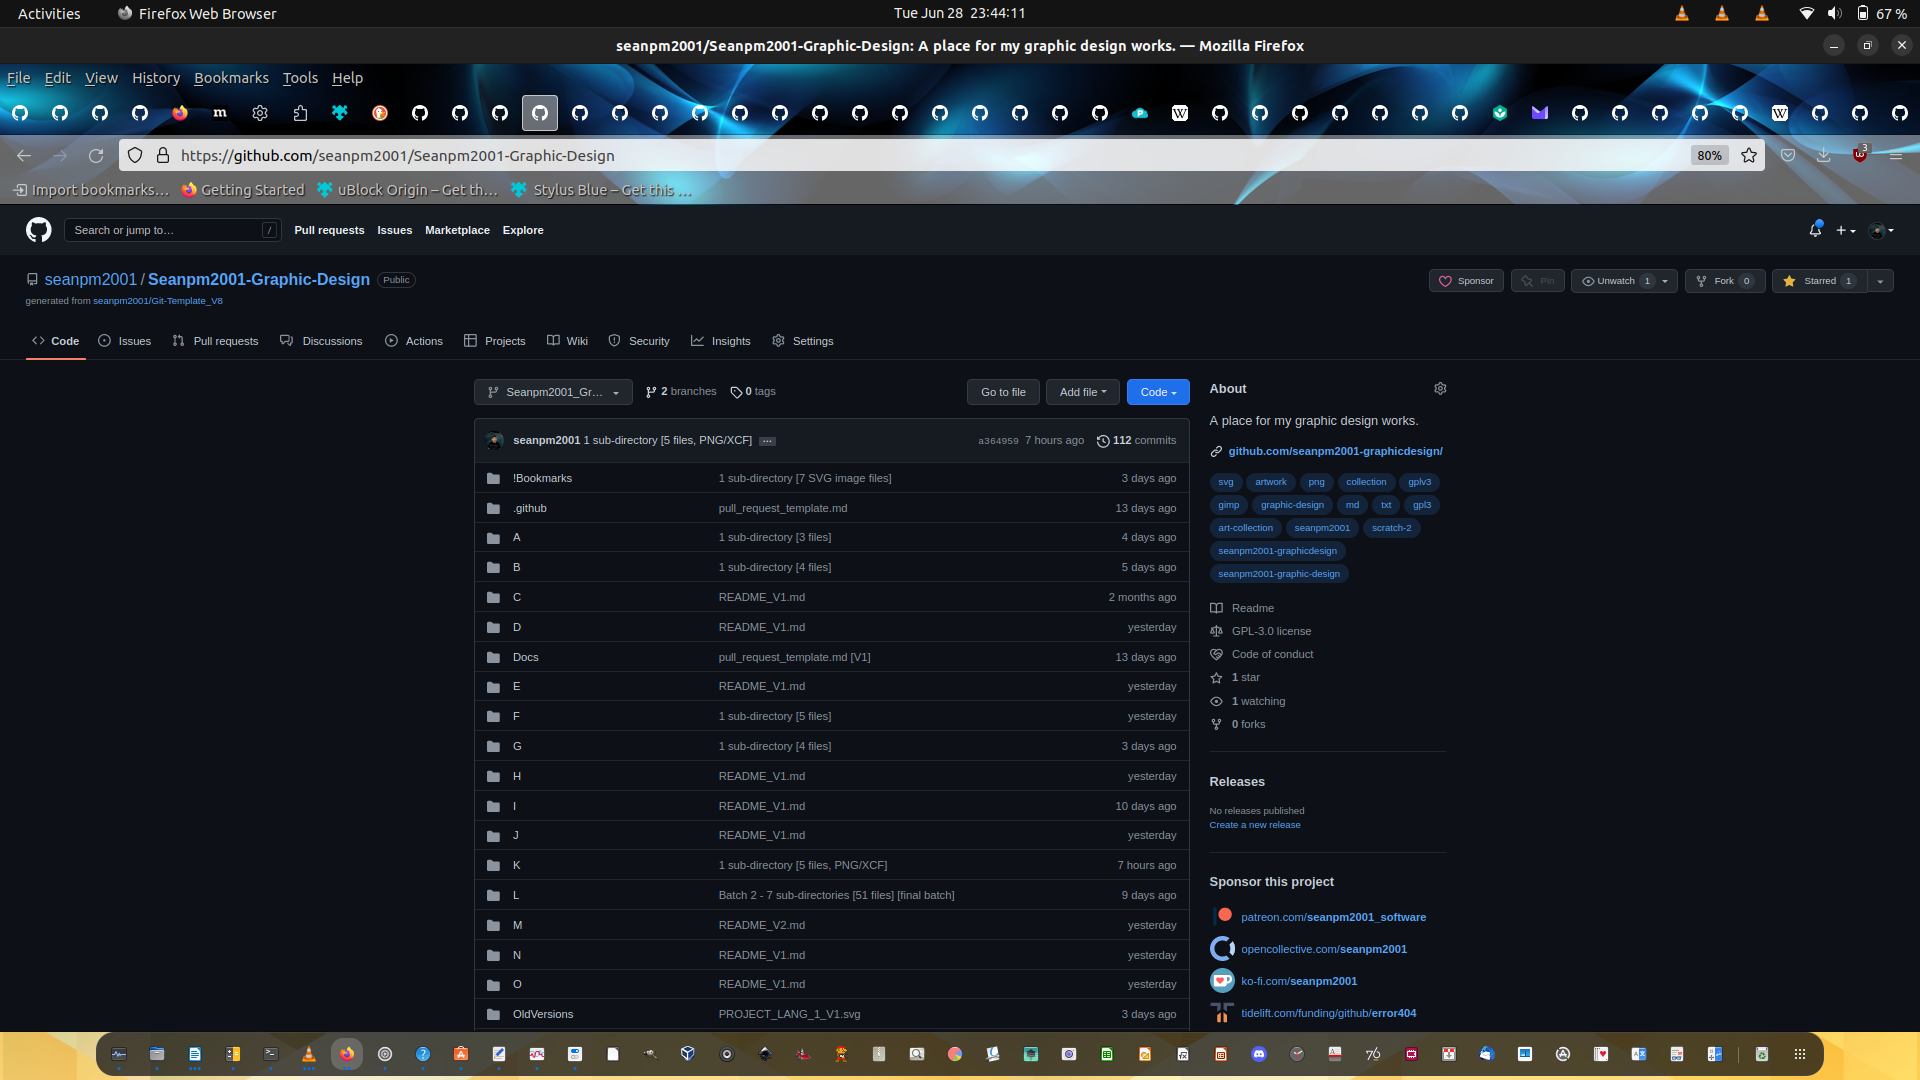 Activities Firefox Web Browser Tue Jun 28 23:44:11 67 %
seanpm2001/Seanpm2001-Graphic-Design: A place for my graphic design works. — Mozilla Firefox
File Edit View History Bookmarks Tools Help
https://github.com/seanpm2001/Seanpm2001-Graphic-Design 80% 3
Import bookmarks… Getting Started uBlock Origin – Get th… Stylus Blue – Get this …
Search or jump to… / Pull requests Issues Marketplace Explore
seanpm2001 / Seanpm2001-Graphic-Design Public Sponsor Pin Unwatch 1 Fork 0 Starred 1
generated from seanpm2001/Git-Template_V8
Code Issues Pull requests Discussions Actions Projects Wiki Security Insights Settings
Seanpm2001_Gr… 2 branches 0 tags Go to file Add file Code
seanpm2001 1 sub-directory [5 files, PNG/XCF] … a364959 7 hours ago 112 commits
!Bookmarks 1 sub-directory [7 SVG image files] 3 days ago
.github pull_request_template.md 13 days ago
A 1 sub-directory [3 files] 4 days ago
B 1 sub-directory [4 files] 5 days ago
C README_V1.md 2 months ago
D README_V1.md yesterday
Docs pull_request_template.md [V1] 13 days ago
E README_V1.md yesterday
F 1 sub-directory [5 files] yesterday
G 1 sub-directory [4 files] 3 days ago
H README_V1.md yesterday
I README_V1.md 10 days ago
J README_V1.md yesterday
K 1 sub-directory [5 files, PNG/XCF] 7 hours ago
L Batch 2 - 7 sub-directories [51 files] [final batch] 9 days ago
M README_V2.md yesterday
N README_V1.md yesterday
O README_V1.md yesterday
OldVersions PROJECT_LANG_1_V1.svg 3 days ago
About
A place for my graphic design works.
github.com/seanpm2001-graphicdesign/
svg artwork png collection gplv3
gimp graphic-design md txt gpl3
art-collection seanpm2001 scratch-2
seanpm2001-graphicdesign
seanpm2001-graphic-design
Readme
GPL-3.0 license
Code of conduct
1 star
1 watching
0 forks
Releases
No releases published
Create a new release
Sponsor this project
patreon.com/seanpm2001_software
opencollective.com/seanpm2001
ko-fi.com/seanpm2001
tidelift.com/funding/github/error404